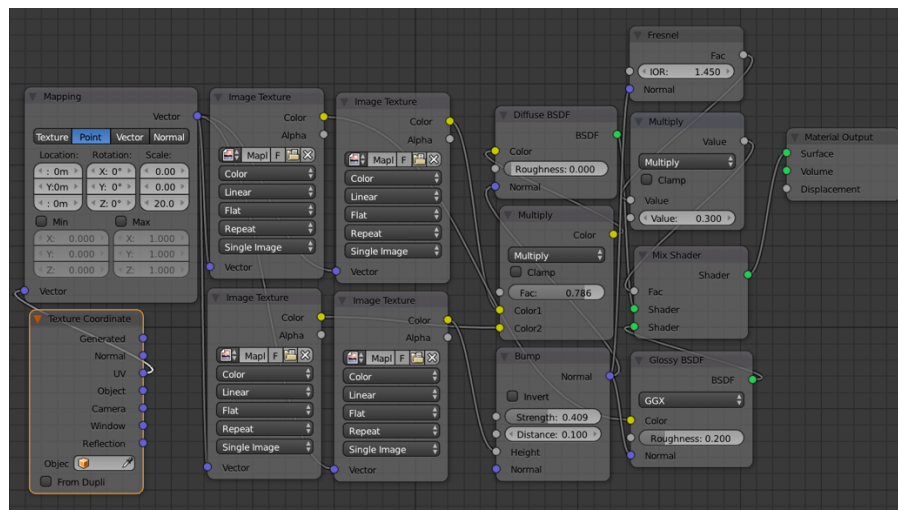 Mapping
Vector
Texture Point Vector Normal
Location: Rotation: Scale:
: 0m X: 0° 0.00
Y:0m Y: 0° 0.00
: 0m Z: 0° 20.0
Min Max
X: 0.000 X: 1.000
Y: 0.000 Y: 1.000
Z: 0.000 Z: 1.000
Vector
Texture Coordinate
Generated
Normal
UV
Object
Camera
Window
Reflection
Objec
From Dupli
Image Texture
Color
Alpha
Mapl F
Color
Linear
Flat
Repeat
Single Image
Vector
Image Texture
Color
Alpha
Mapl F
Color
Linear
Flat
Repeat
Single Image
Vector
Image Texture
Color
Alpha
Mapl F
Color
Linear
Flat
Repeat
Single Image
Vector
Image Texture
Color
Alpha
Mapl F
Color
Linear
Flat
Repeat
Single Image
Vector
Diffuse BSDF
BSDF
Color
Roughness: 0.000
Normal
Multiply
Color
Multiply
Clamp
Fac: 0.786
Color1
Color2
Bump
Normal
Invert
Strength: 0.409
Distance: 0.100
Height
Normal
Fresnel
Fac
IOR: 1.450
Normal
Multiply
Value
Multiply
Clamp
Value
Value: 0.300
Mix Shader
Shader
Fac
Shader
Shader
Glossy BSDF
BSDF
GGX
Color
Roughness: 0.200
Normal
Material Output
Surface
Volume
Displacement